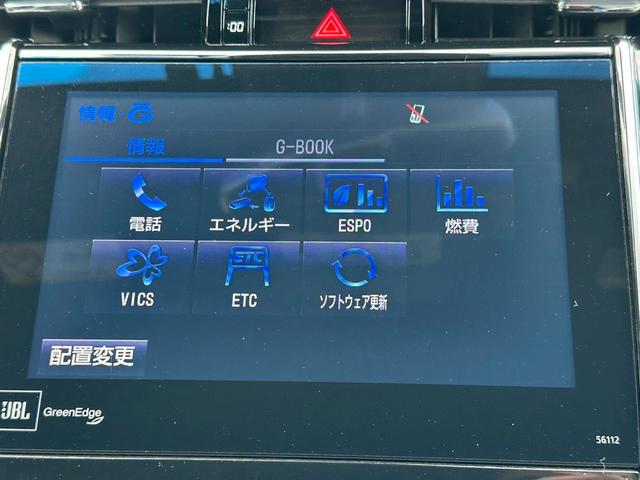 :00
情報・G
情報 G-BOOK
電話 エネルギー ESPO 燃費
VICS ETC ソフトウェア更新
配置変更
JBL GreenEdge
56112